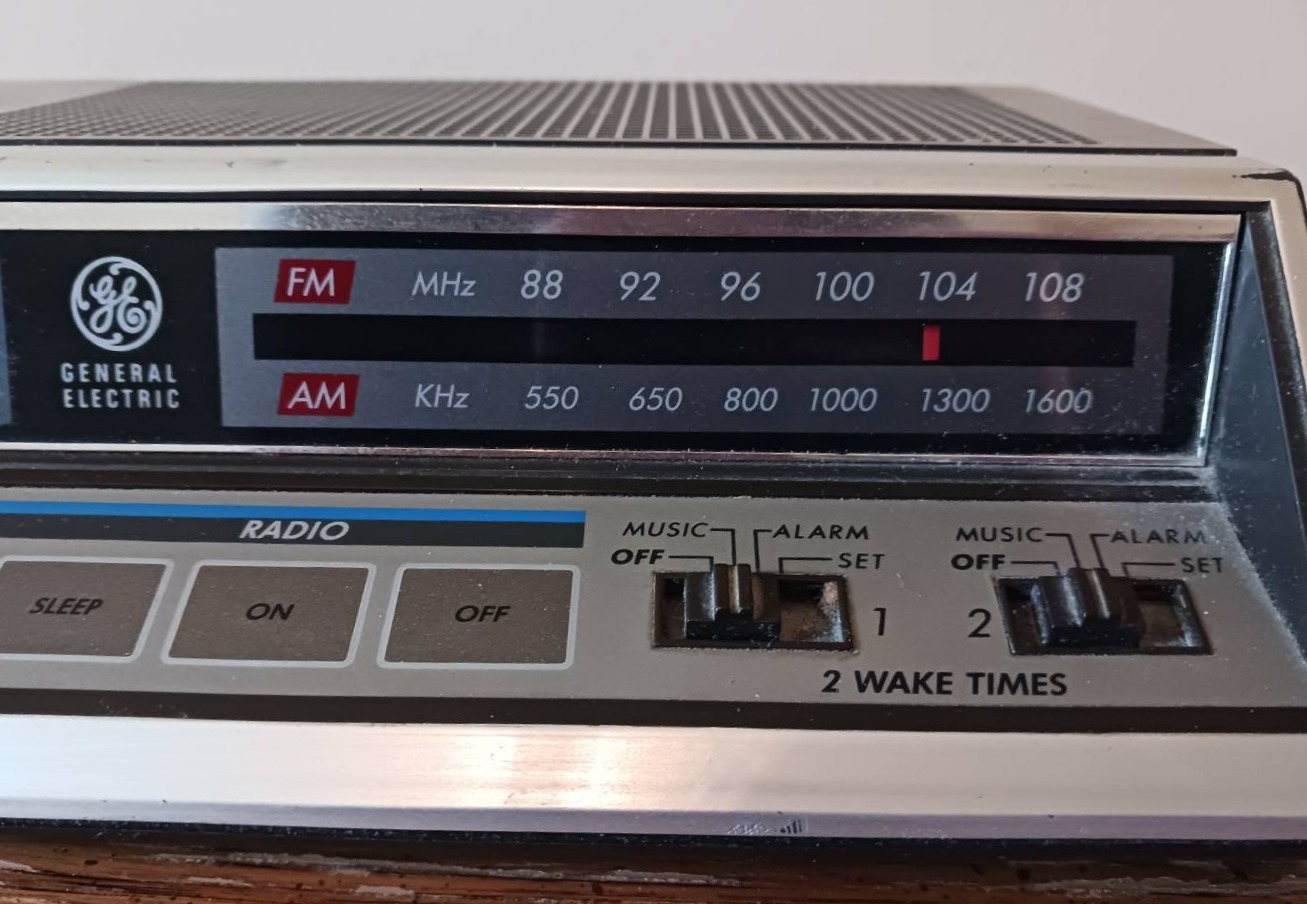 FM MHz 88 92 96 100 104 108
GENERAL
ELECTRIC
AM KHz 550 650 800 1000 1300 1600
RADIO
SLEEP ON OFF
MUSIC ALARM
OFF SET
1
MUSIC ALARM
OFF SET
2
2 WAKE TIMES